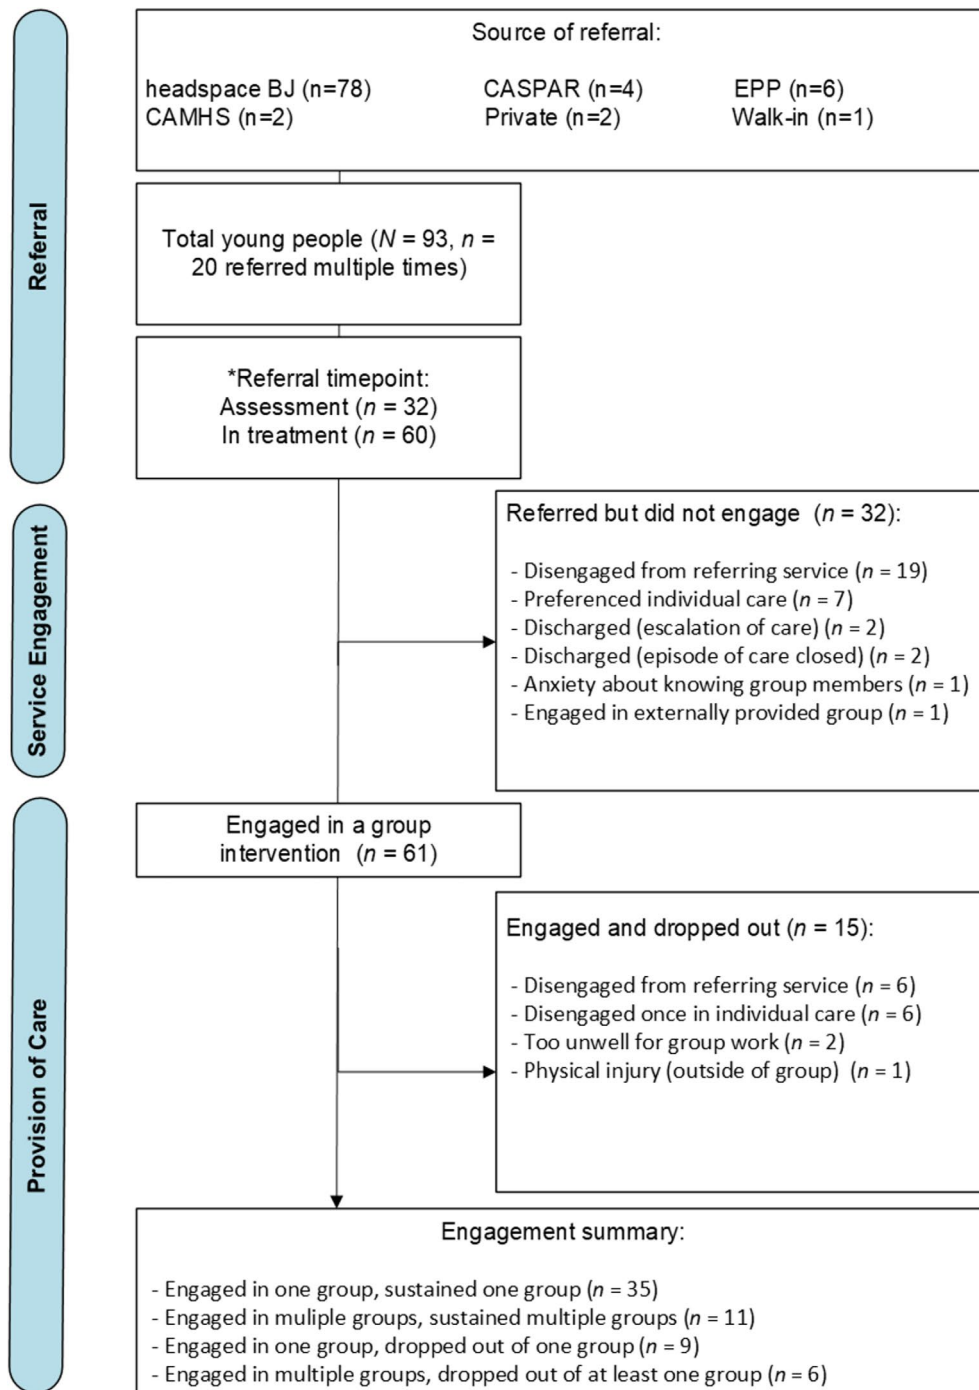 Referral
Source of referral:
headspace BJ (n=78) CASPAR (n=4) EPP (n=6)
CAMHS (n=2) Private (n=2) Walk-in (n=1)
Total young people (N = 93, n =
20 referred multiple times)
*Referral timepoint:
Assessment (n = 32)
In treatment (n = 60)
Service Engagement
Referred but did not engage (n = 32):
- Disengaged from referring service (n = 19)
- Preferenced individual care (n = 7)
- Discharged (escalation of care) (n = 2)
- Discharged (episode of care closed) (n = 2)
- Anxiety about knowing group members (n = 1)
- Engaged in externally provided group (n = 1)
Provision of Care
Engaged in a group
intervention (n = 61)
Engaged and dropped out (n = 15):
- Disengaged from referring service (n = 6)
- Disengaged once in individual care (n = 6)
- Too unwell for group work (n = 2)
- Physical injury (outside of group) (n = 1)
Engagement summary:
- Engaged in one group, sustained one group (n = 35)
- Engaged in muliple groups, sustained multiple groups (n = 11)
- Engaged in one group, dropped out of one group (n = 9)
- Engaged in multiple groups, dropped out of at least one group (n = 6)